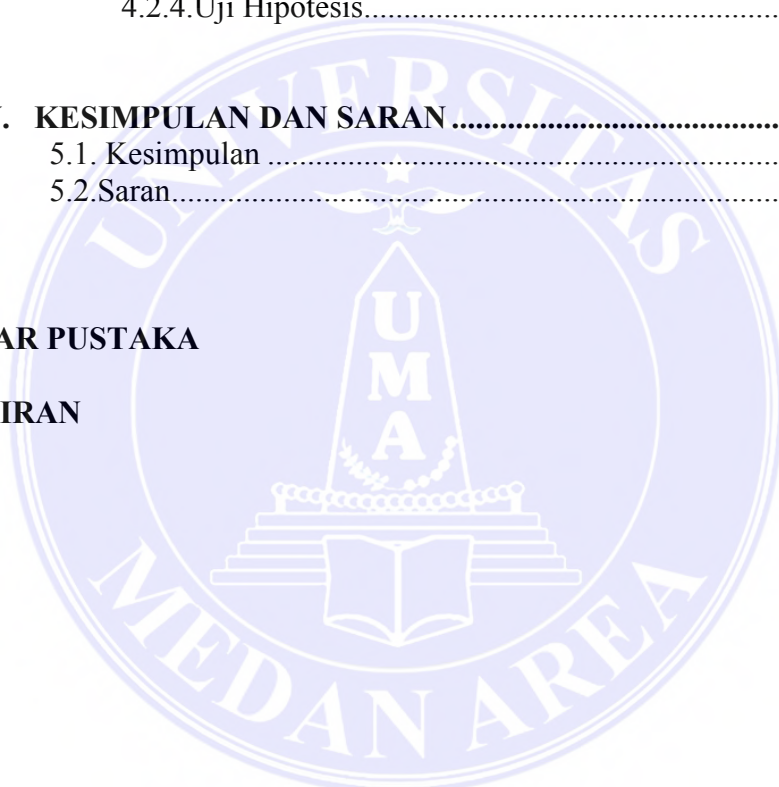 4.2.4.Uji Hipotesis................................................
. KESIMPULAN DAN SARAN..........................................
5.1. Kesimpulan ................................................................
5.2.Saran............................................................................
AR PUSTAKA
IRAN
UNIVERSITAS
UMA
MEDAN AREA